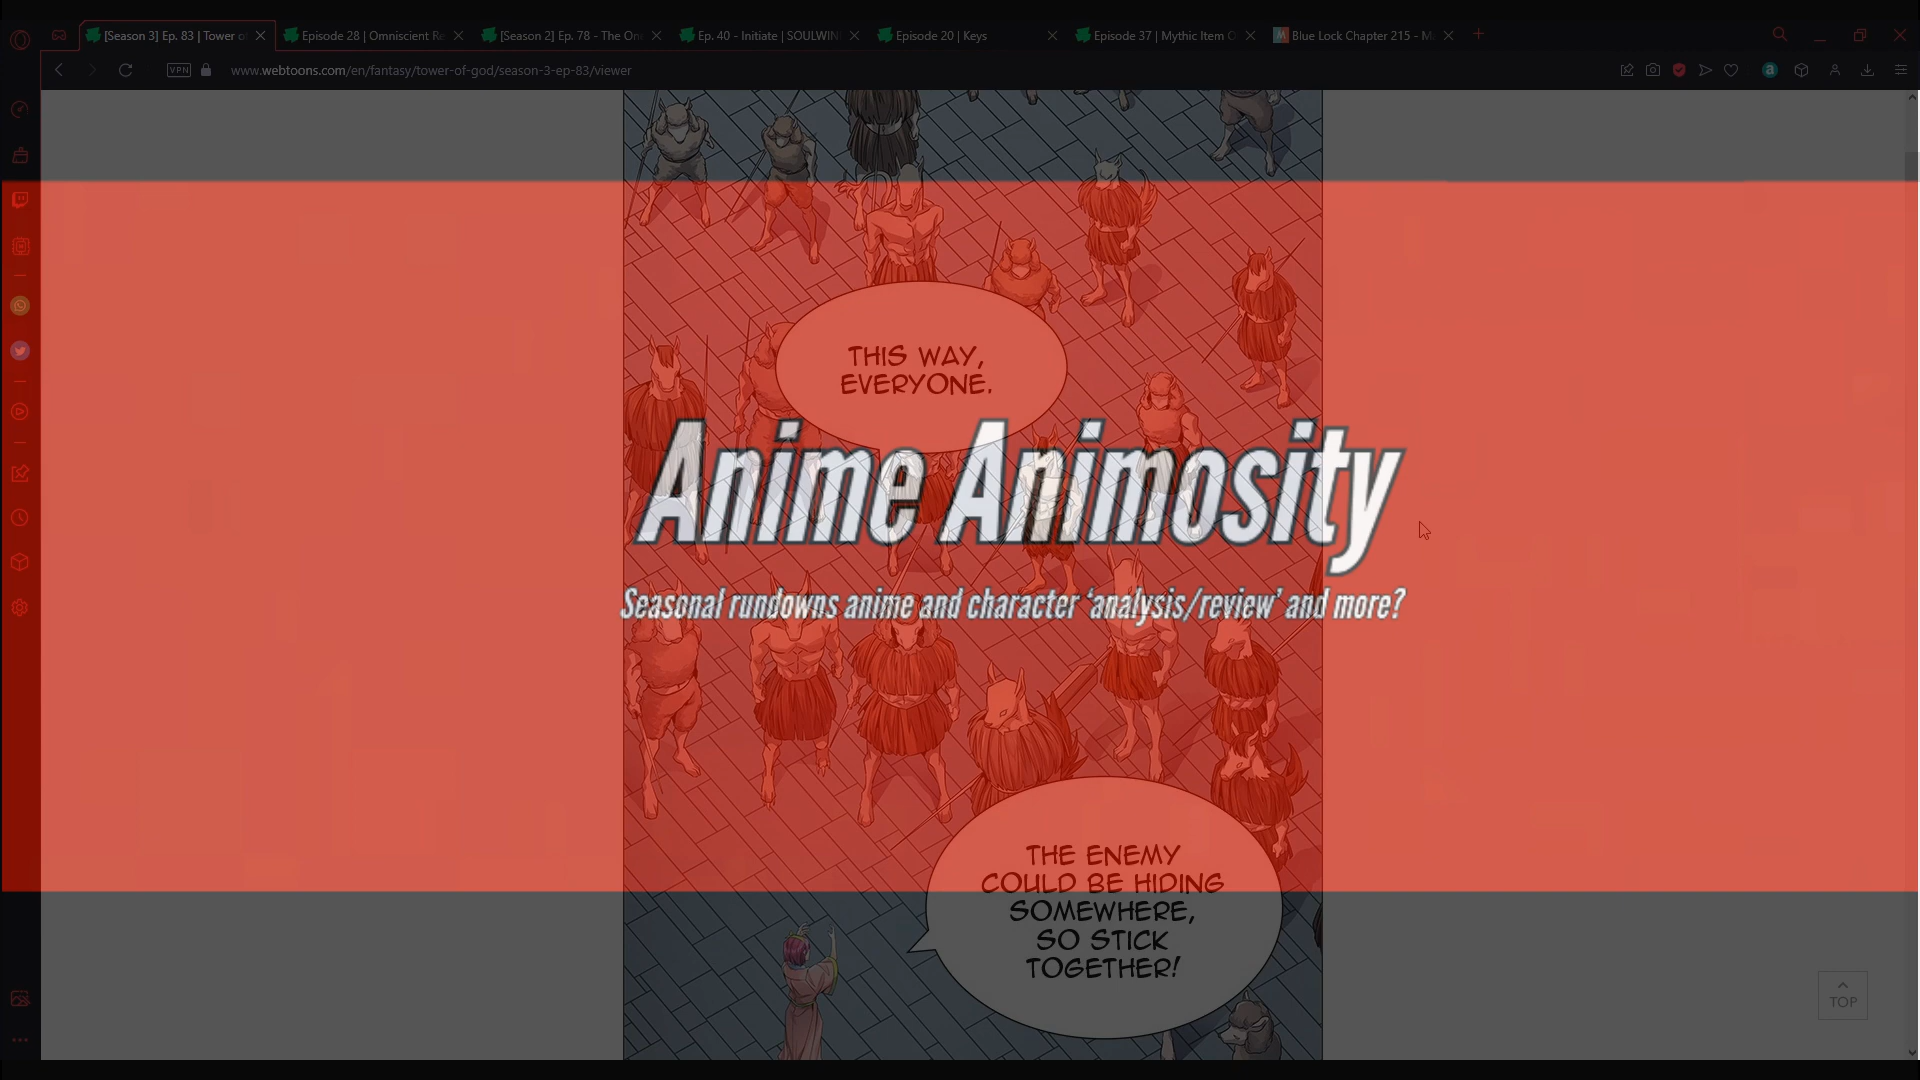 [Season 3] Ep. 83 | Tower o
Episode 28 | Omniscient Re
[Season 2] Ep. 78 - The On
Ep. 40 - Initiate | SOULWIN
Episode 20 | Keys
Episode 37 | Mythic Item O
Blue Lock Chapter 215 - M
VPN
www.webtoons.com/en/fantasy/tower-of-god/season-3-ep-83/viewer
THIS WAY,
EVERYONE.
Anime Animosity
Seasonal rundowns anime and character ‘analysis/review’ and more?
THE ENEMY
COULD BE HIDING
SOMEWHERE,
SO STICK
TOGETHER!
TOP